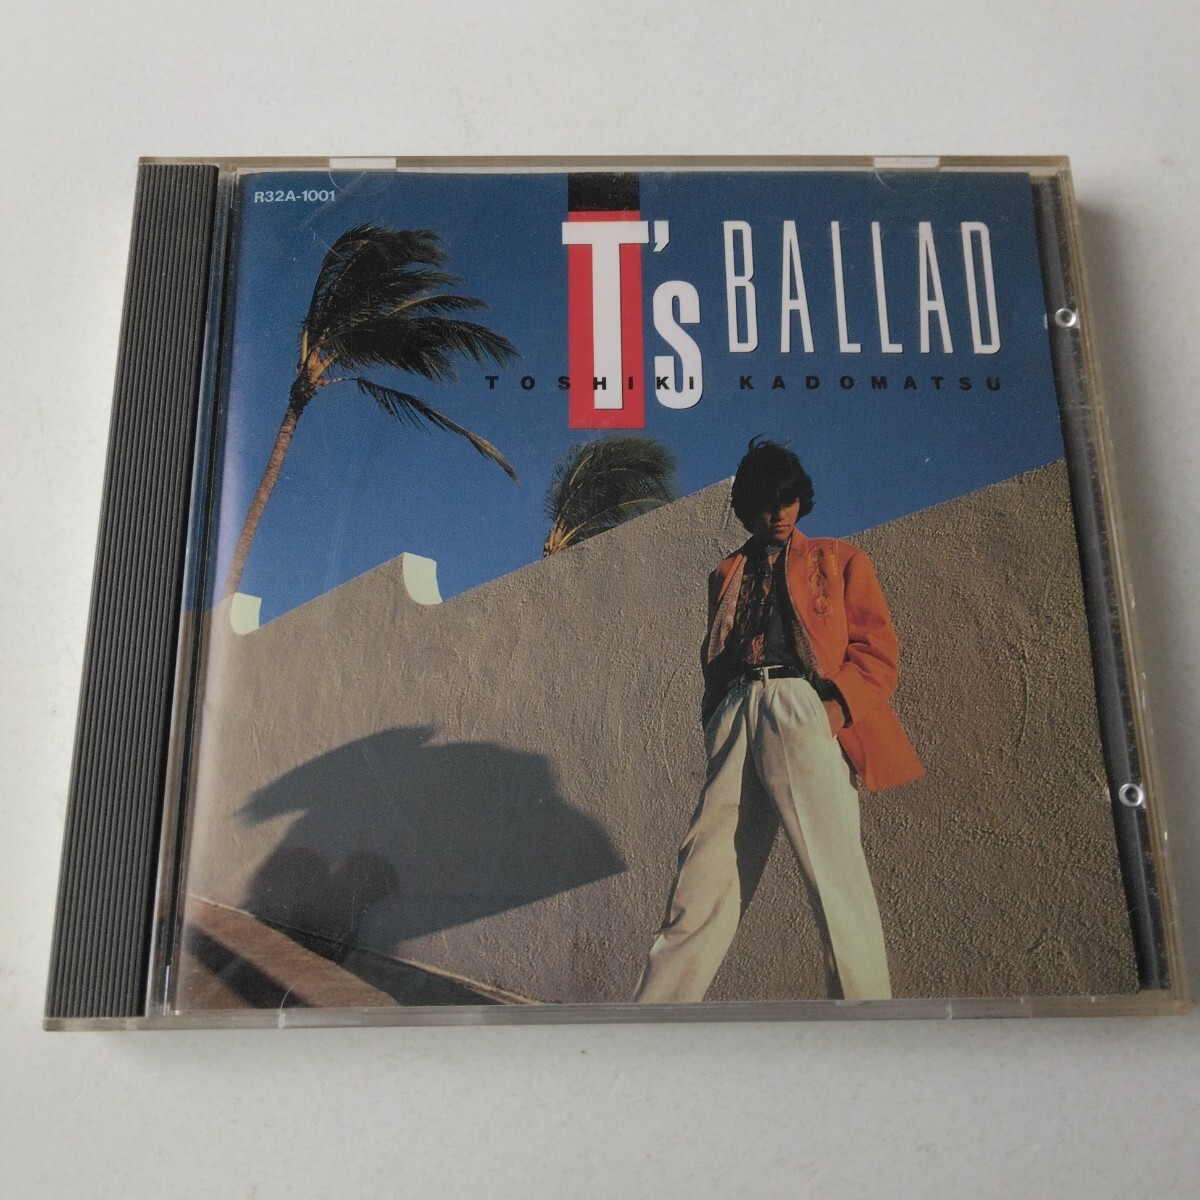 R32A-1001
T's BALLAD
TOSHIKI KADOMATSU